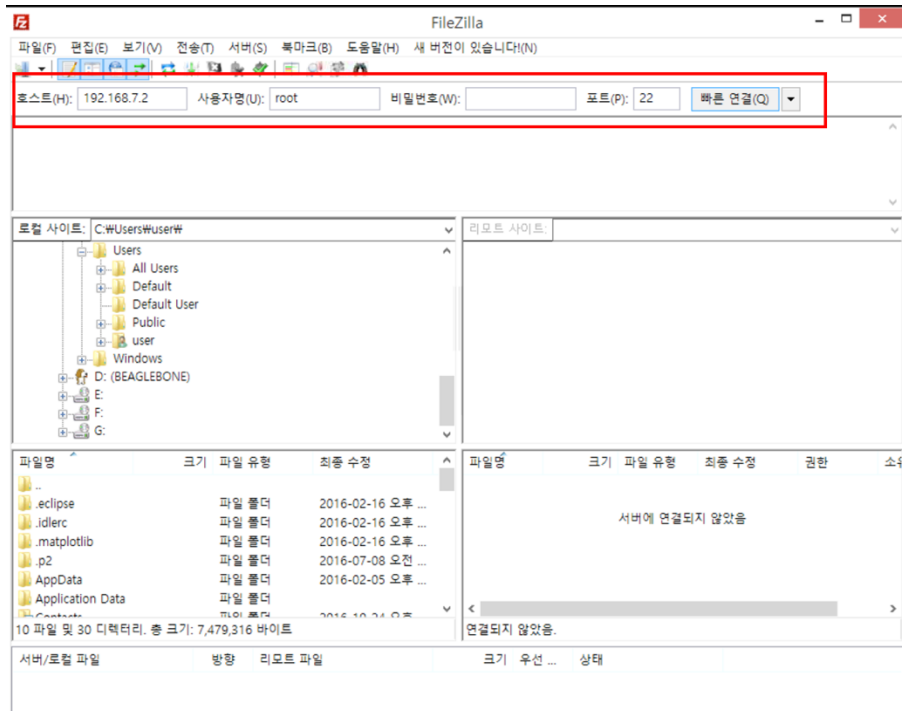 FileZilla
파일(F) 편집(E) 보기(V) 전송(T) 서버(S) 북마크(B) 도움말(H) 새 버전이 있습니다!(N)
호스트(H): 192.168.7.2 사용자명(U): root 비밀번호(W): 포트(P): 22 빠른 연결(Q)
로컬 사이트: C:₩Users₩user₩
Users
All Users
Default
Default User
Public
user
Windows
D: (BEAGLEBONE)
E:
F:
G:
리모트 사이트:
파일명 크기 파일 유형 최종 수정
..
.eclipse 파일 폴더 2016-02-16 오후 ...
.idlerc 파일 폴더 2016-02-16 오후 ...
.matplotlib 파일 폴더 2016-02-16 오후 ...
.p2 파일 폴더 2016-07-08 오전 ...
AppData 파일 폴더 2016-02-05 오후 ...
Application Data 파일 폴더
Contacts 파일 폴더 2016-10-24 오후
10 파일 및 30 디렉터리. 총 크기: 7,479,316 바이트
파일명 크기 파일 유형 최종 수정 권한 소유
서버에 연결되지 않았음
연결되지 않았음.
서버/로컬 파일 방향 리모트 파일 크기 우선 ... 상태